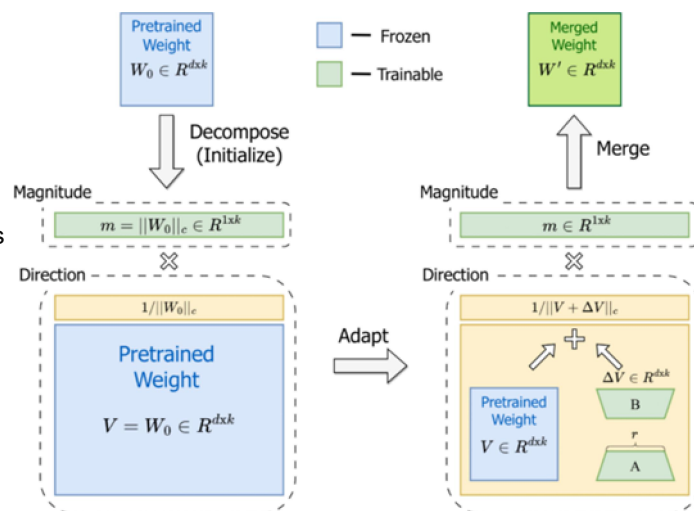 Pretrained
Weight
W₀ ∈ R^{dxk}
— Frozen
— Trainable
Merged
Weight
W′ ∈ R^{dxk}
Decompose
(Initialize)
Merge
Magnitude
m = ||W₀||_c ∈ R^{1xk}
s
Direction
1/||W₀||_c
Pretrained
Weight
V = W₀ ∈ R^{dxk}
Adapt
Magnitude
m ∈ R^{1xk}
Direction
1/||V + ΔV||_c
ΔV ∈ R^{dxk}
Pretrained
Weight
V ∈ R^{dxk}
B
r
A